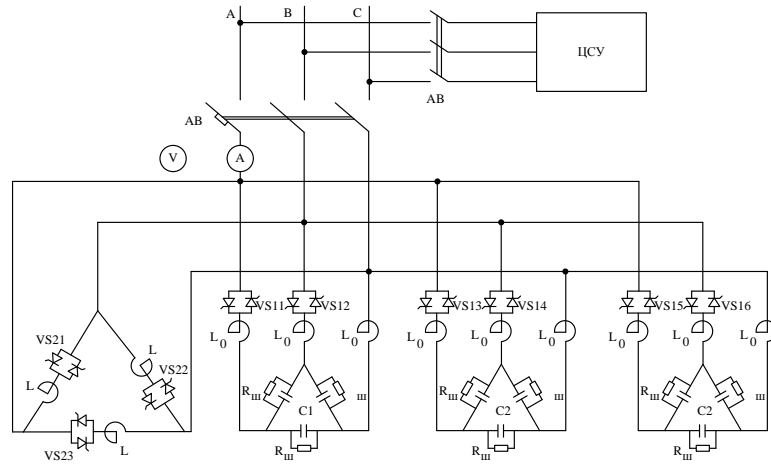 A B C
ЦСУ
АВ
АВ
V A
VS11 VS12 VS13 VS14 VS15 VS16
L0 L0 L0 L0 L0 L0 L0 L0 L0
VS21 L
L VS22
Rш ш Rш ш Rш ш
C1 C2 C2
VS23 L
Rш Rш Rш